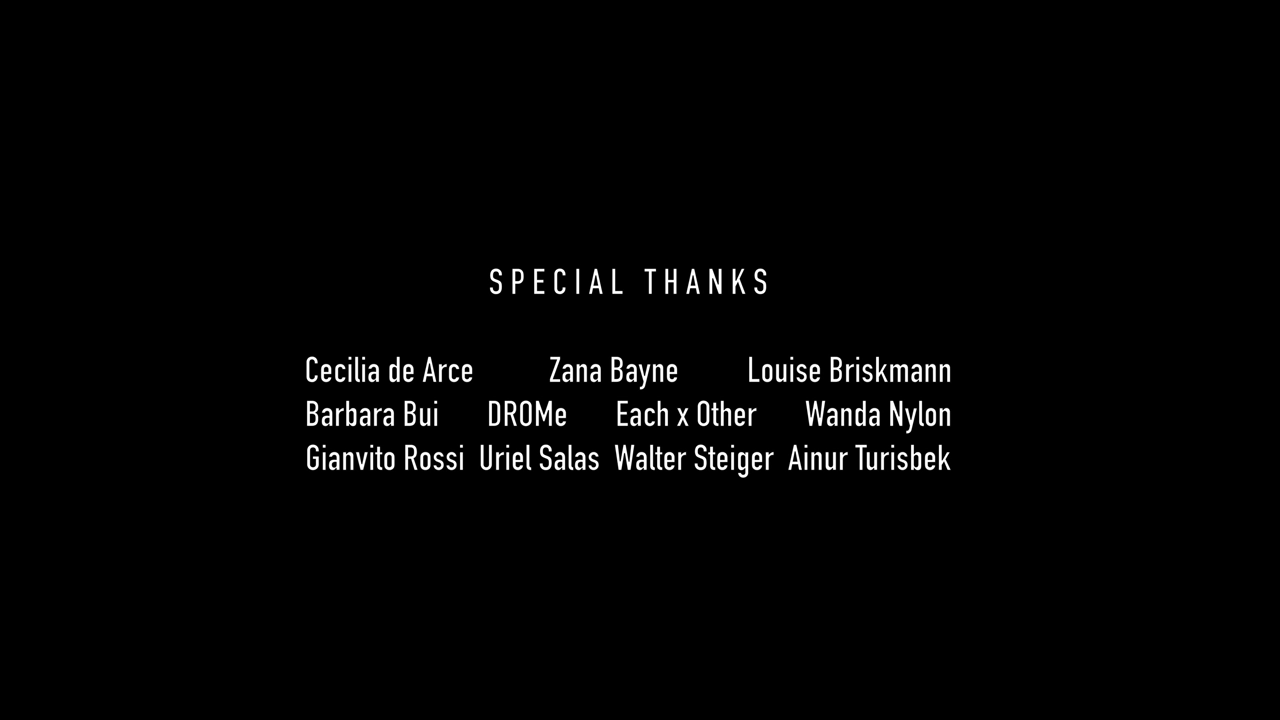 SPECIAL THANKS
Cecilia de Arce Zana Bayne Louise Briskmann
Barbara Bui DROMe Each x Other Wanda Nylon
Gianvito Rossi Uriel Salas Walter Steiger Ainur Turisbek